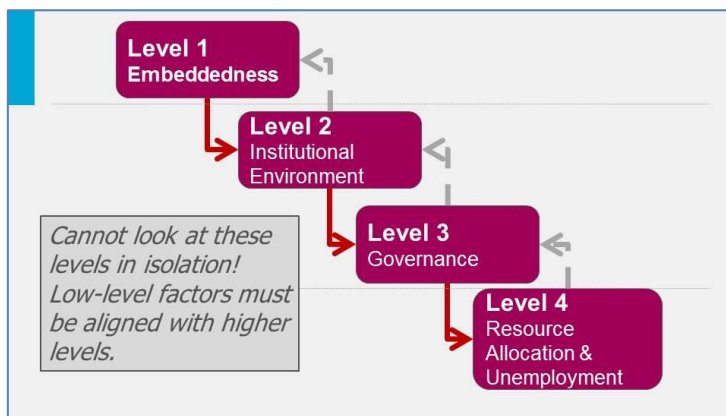 Level 1
Embeddedness
Level 2
Institutional
Environment
Cannot look at these
levels in isolation!
Low-level factors must
be aligned with higher
levels.
Level 3
Governance
Level 4
Resource
Allocation &
Unemployment